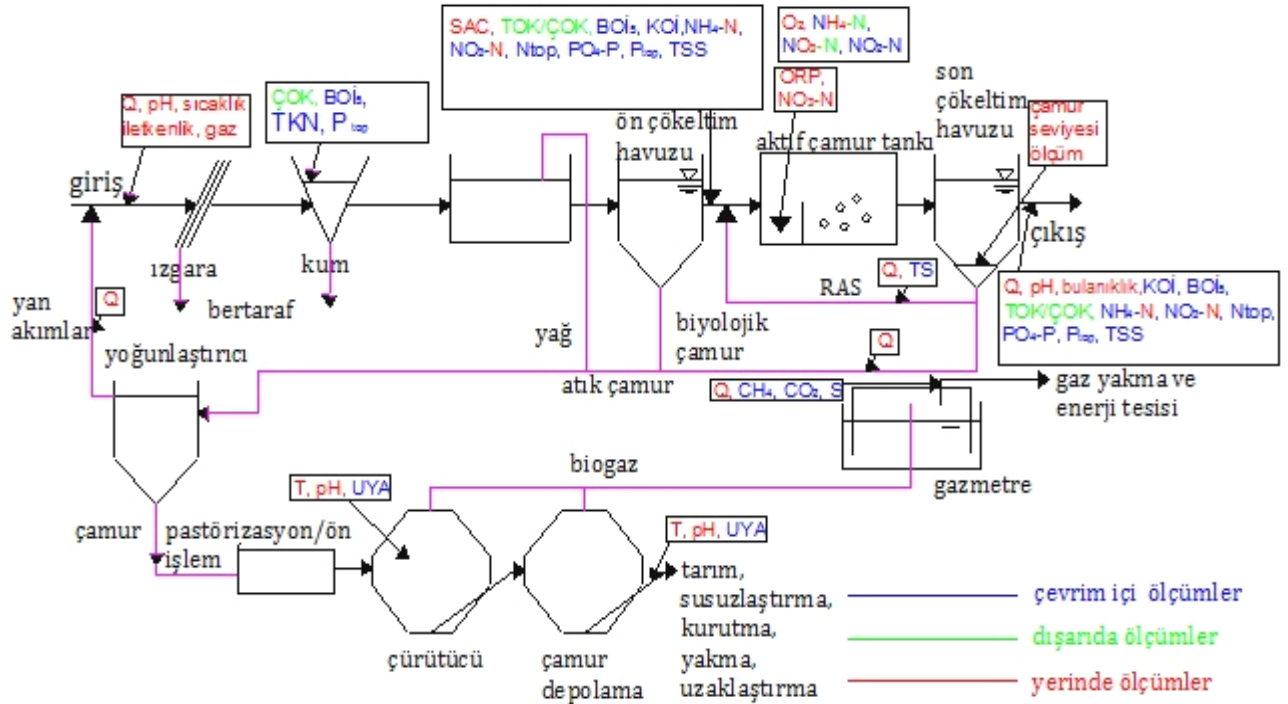 SAC, TOK/ÇOK, BOİ₅, KOİ,NH₄-N,
NO₃-N, Ntop, PO₄-P, Pₜₒₚ, TSS
O₂, NH₄-N,
NO₃-N, NO₂-N
ORP,
NO₃-N
son
çökeltim
havuzu
çamur
seviyesi
ölçüm
Q, pH, sıcaklık
iletkenlik, gaz
ÇOK, BOİ₅,
TKN, Pₜₒₚ
ön çökeltim
havuzu
aktif çamur tankı
giriş
çıkış
ızgara
kum
bertaraf
yan
akımlar
Q
yağ
biyolojik
çamur
RAS
Q, TS
Q
Q, pH, bulanıklık,KOİ, BOİ₅,
TOK/ÇOK, NH₄-N, NO₃-N, Ntop,
PO₄-P, Pₜₒₚ, TSS
yoğunlaştırıcı
atık çamur
Q, CH₄, CO₂, S
gaz yakma ve
enerji tesisi
gazmetre
biogaz
T, pH, UYA
T, pH, UYA
çamur
pastörizasyon/ön
işlem
çürütücü
çamur
depolama
tarım,
susuzlaştırma,
kurutma,
yakma,
uzaklaştırma
çevrim içi ölçümler
dışarıda ölçümler
yerinde ölçümler